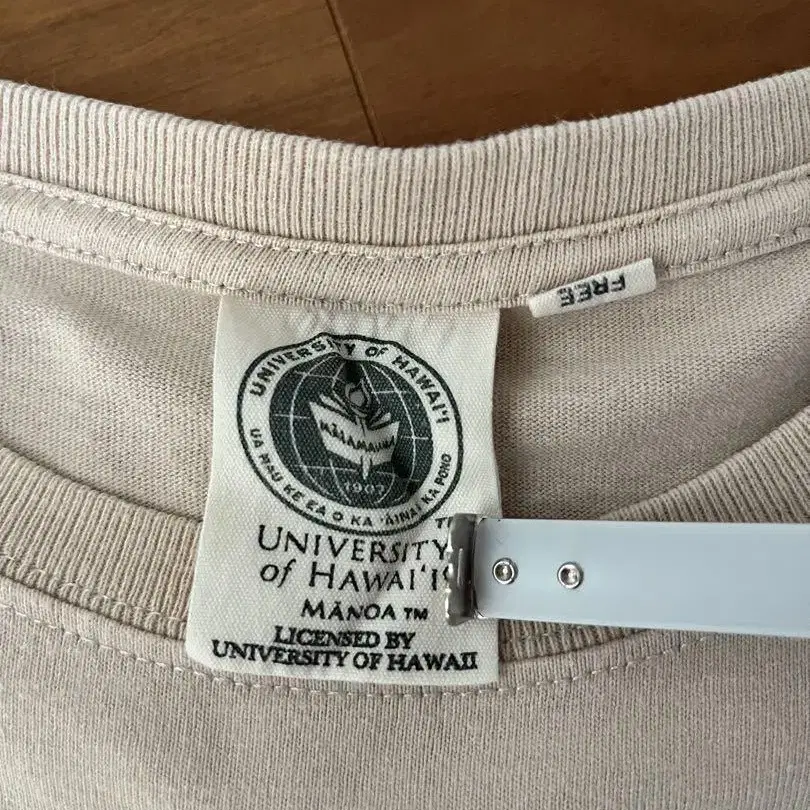 UNIVERSITY OF HAWAI'I
UA MAU KE EA O KA 'ĀINA I KA PONO
MĀLAMALAMA
1907
UNIVERSITY
of HAWAI'I
MĀNOA ™
LICENSED BY
UNIVERSITY OF HAWAII
FREE